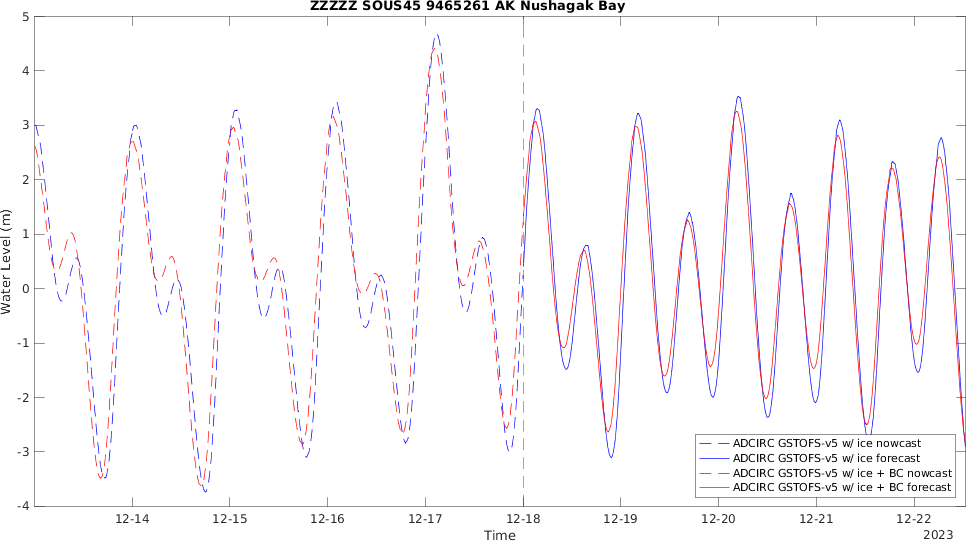 ZZZZZ SOUS45 9465261 AK Nushagak Bay
5
4
3
2
1
0
-1
-2
-3
-4
Water Level (m)
12-14
12-15
12-16
12-17
12-18
12-19
12-20
12-21
12-22
Time
2023
ADCIRC GSTOFS-v5 w/ ice nowcast
ADCIRC GSTOFS-v5 w/ ice forecast
ADCIRC GSTOFS-v5 w/ ice + BC nowcast
ADCIRC GSTOFS-v5 w/ ice + BC forecast